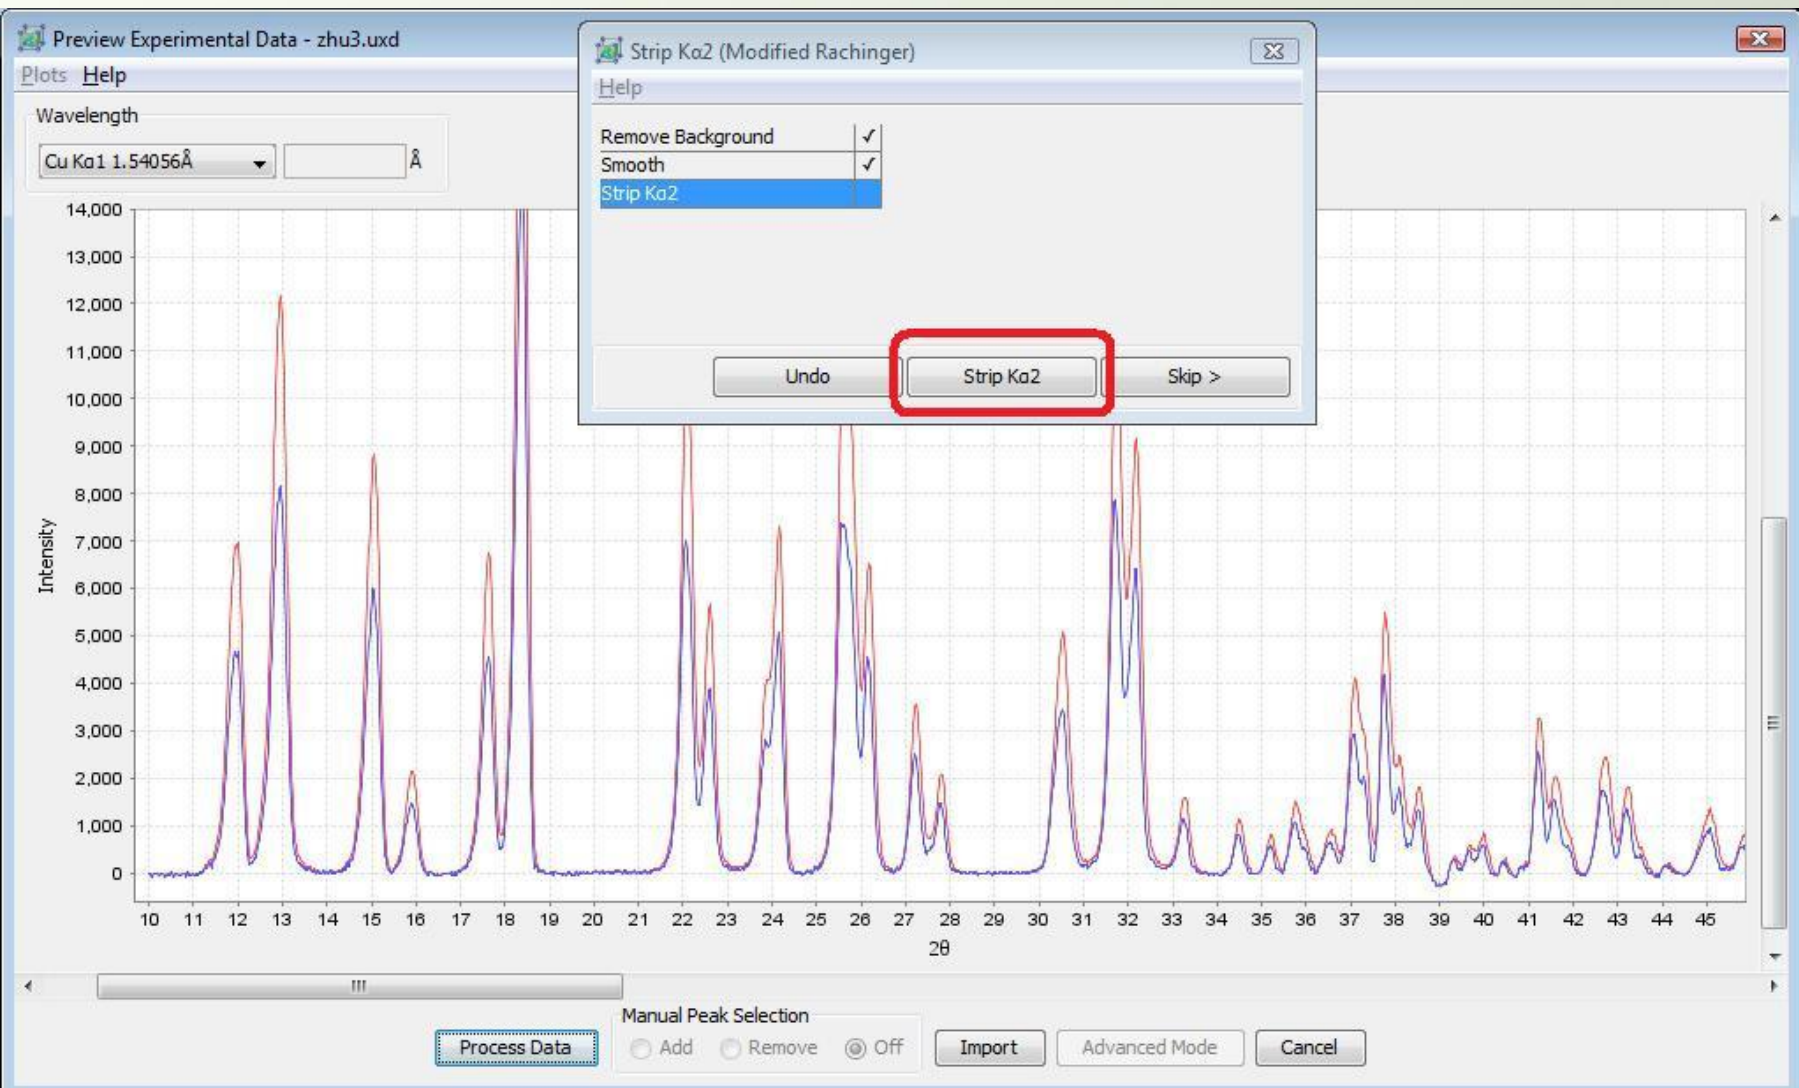 Preview Experimental Data - zhu3.uxd
Plots Help
Wavelength
Cu Kα1 1.54056Å
Å
Strip Kα2 (Modified Rachinger)
Help
Remove Background ✓
Smooth ✓
Strip Kα2
Undo Strip Kα2 Skip >
14,000
13,000
12,000
11,000
10,000
9,000
8,000
7,000
6,000
5,000
4,000
3,000
2,000
1,000
0
Intensity
10 11 12 13 14 15 16 17 18 19 20 21 22 23 24 25 26 27 28 29 30 31 32 33 34 35 36 37 38 39 40 41 42 43 44 45
2θ
Manual Peak Selection
Process Data Add Remove Off Import Advanced Mode Cancel